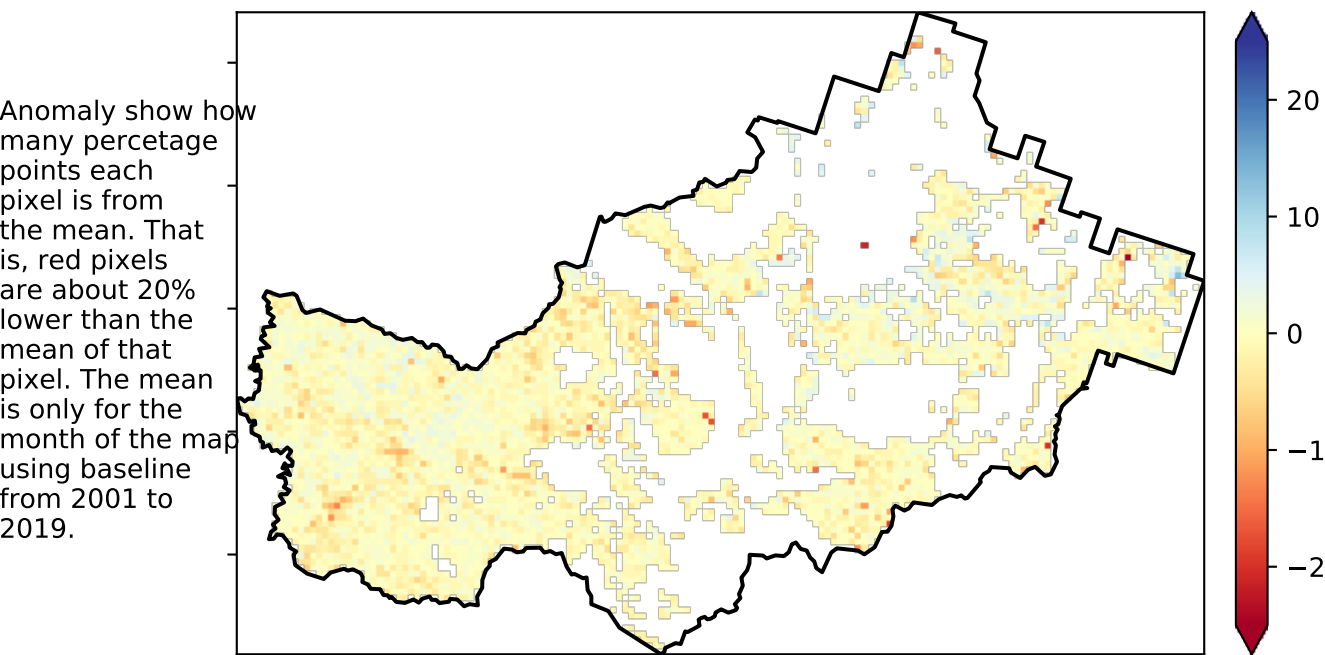 Anomaly show how
many percetage
points each
pixel is from
the mean. That
is, red pixels
are about 20%
lower than the
mean of that
pixel. The mean
is only for the
month of the map
using baseline
from 2001 to
2019.
20
10
0
−1
−2